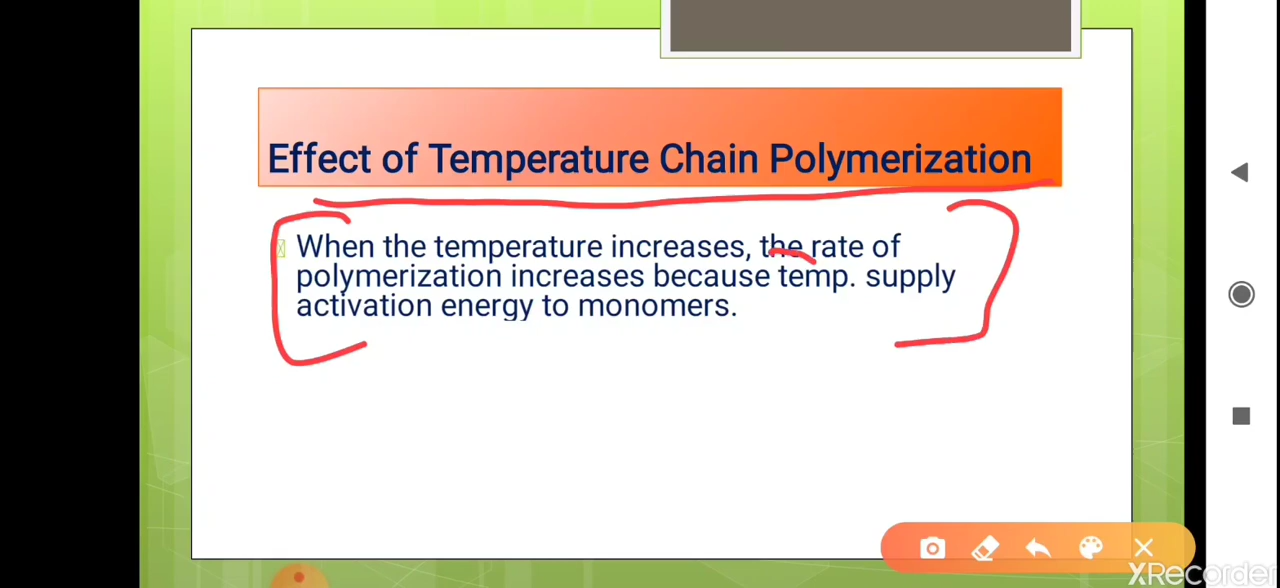 Effect of Temperature Chain Polymerization
When the temperature increases, the rate of
polymerization increases because temp. supply
activation energy to monomers.
XRecorder